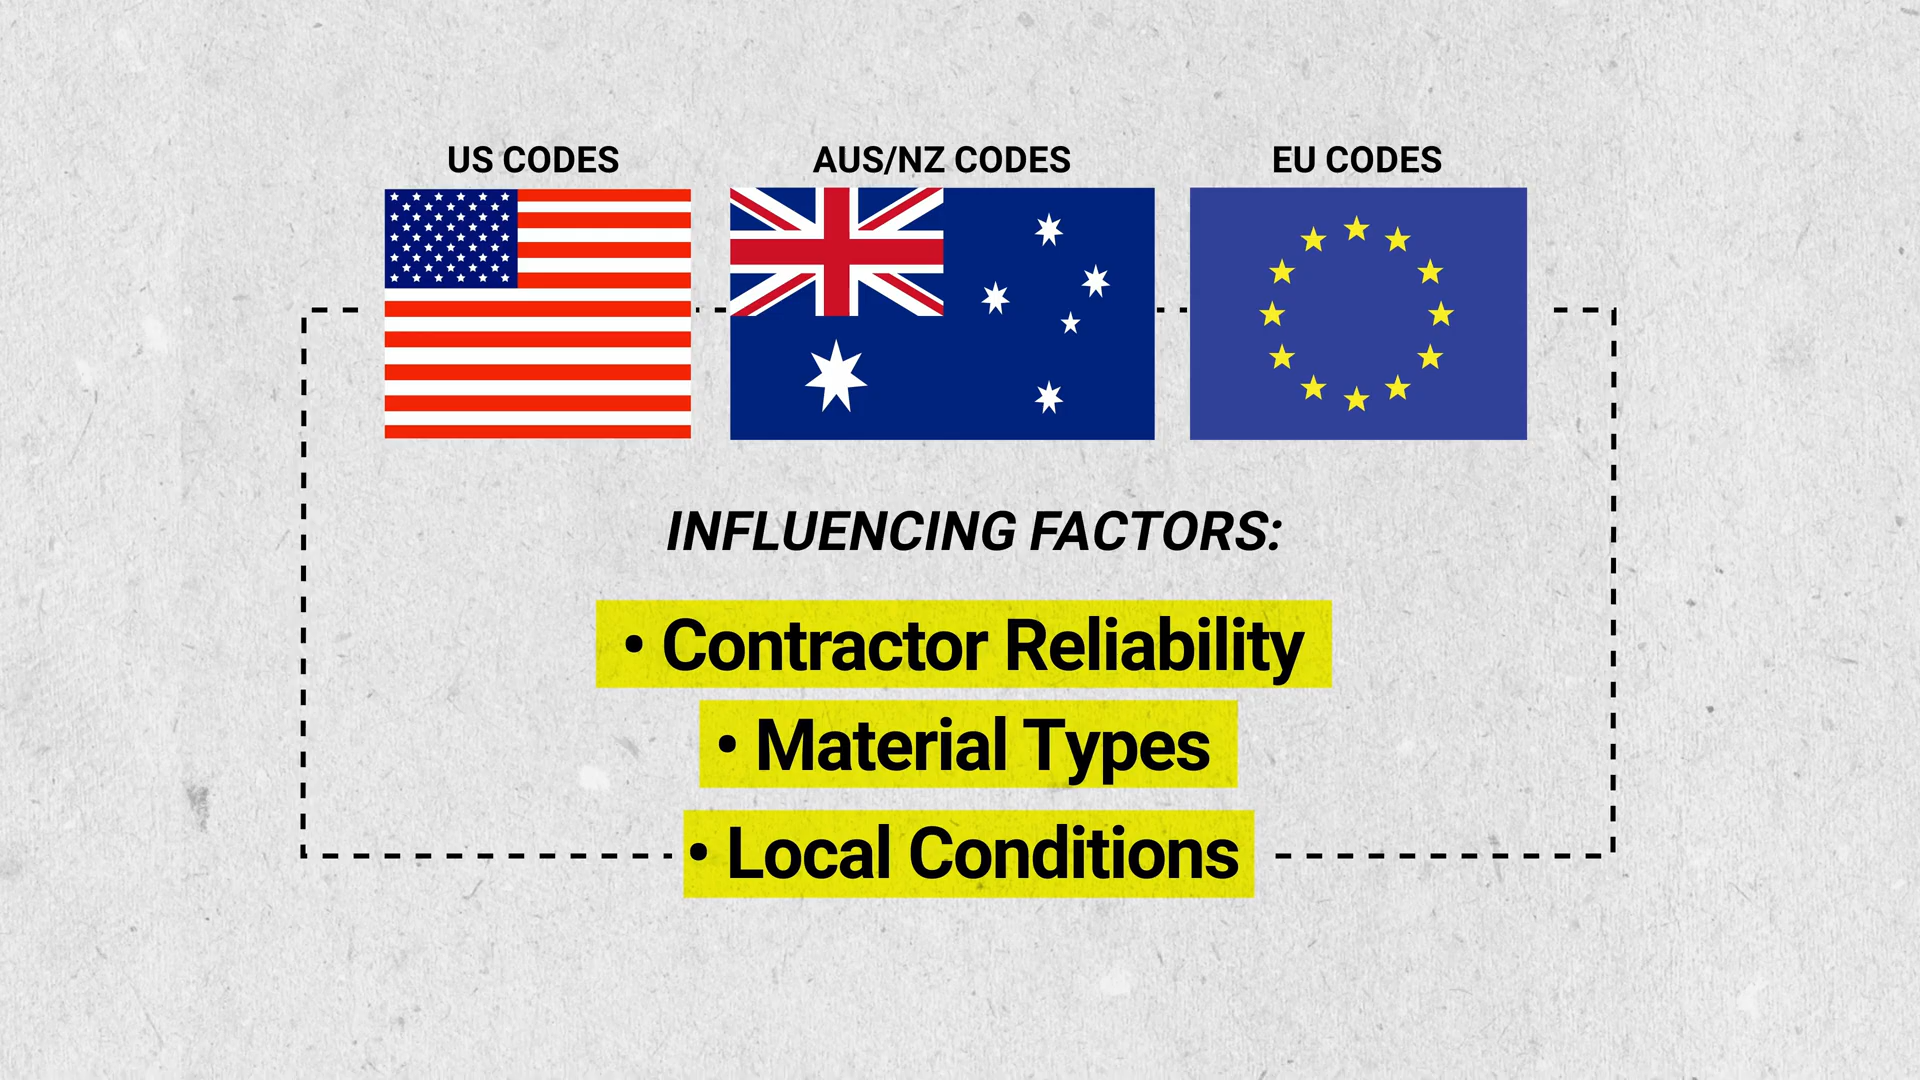 US CODES
AUS/NZ CODES
EU CODES
INFLUENCING FACTORS:
• Contractor Reliability
• Material Types
• Local Conditions